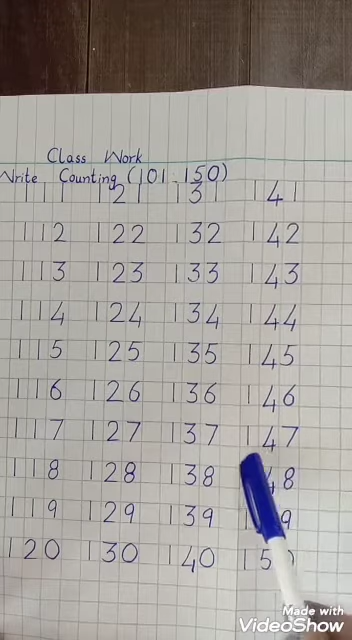 Class Work
Write Counting (101-150)
111 121 131 141
112 122 132 142
113 123 133 143
114 124 134 144
115 125 135 145
116 126 136 146
117 127 137 147
118 128 138 148
119 129 139
120 130 140 150
Made with
VideoShow